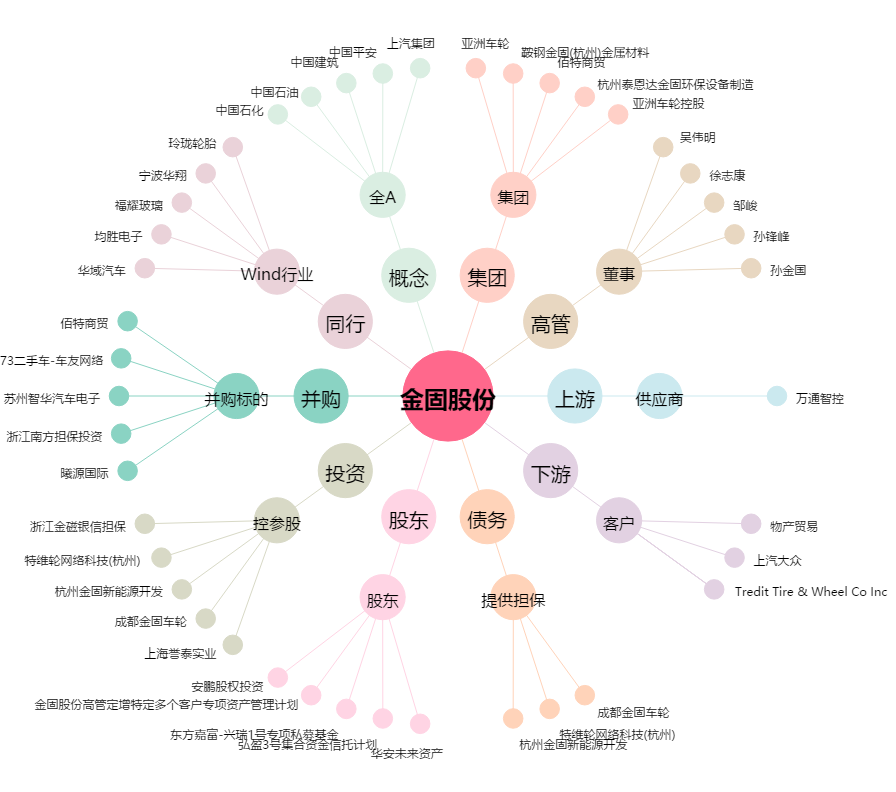 上汽集团
中国平安
中国建筑
中国石油
中国石化
全A
概念
亚洲车轮
鞍钢金固(杭州)金属材料
佰特商贸
杭州泰恩达金固环保设备制造
亚洲车轮控股
集团
集团
吴伟明
徐志康
邹峻
孙锋峰
孙金国
董事
高管
玲珑轮胎
宁波华翔
福耀玻璃
均胜电子
华域汽车
Wind行业
同行
佰特商贸
73二手车-车友网络
苏州智华汽车电子
浙江南方担保投资
曦源国际
并购标的
并购
金固股份
上游
供应商
万通智控
投资
控参股
浙江金磁银信担保
特维轮网络科技(杭州)
杭州金固新能源开发
成都金固车轮
上海誉泰实业
下游
客户
物产贸易
上汽大众
Tredit Tire & Wheel Co Inc
股东
股东
安鹏股权投资
金固股份高管定增特定多个客户专项资产管理计划
东方嘉富-兴瑞1号专项私募基金
弘盈3号集合资金信托计划
华安未来资产
债务
提供担保
成都金固车轮
特维轮网络科技(杭州)
杭州金固新能源开发